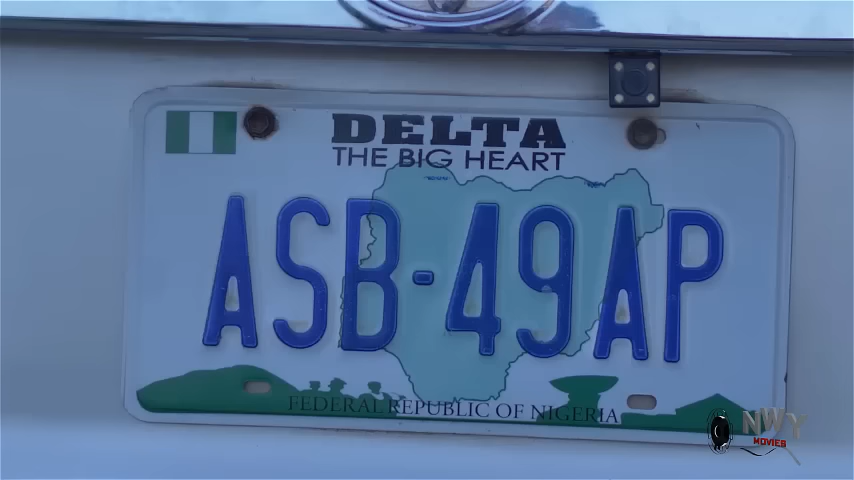 DELTA
THE BIG HEART
ASB-49AP
FEDERAL REPUBLIC OF NIGERIA
NWY
MOVIES